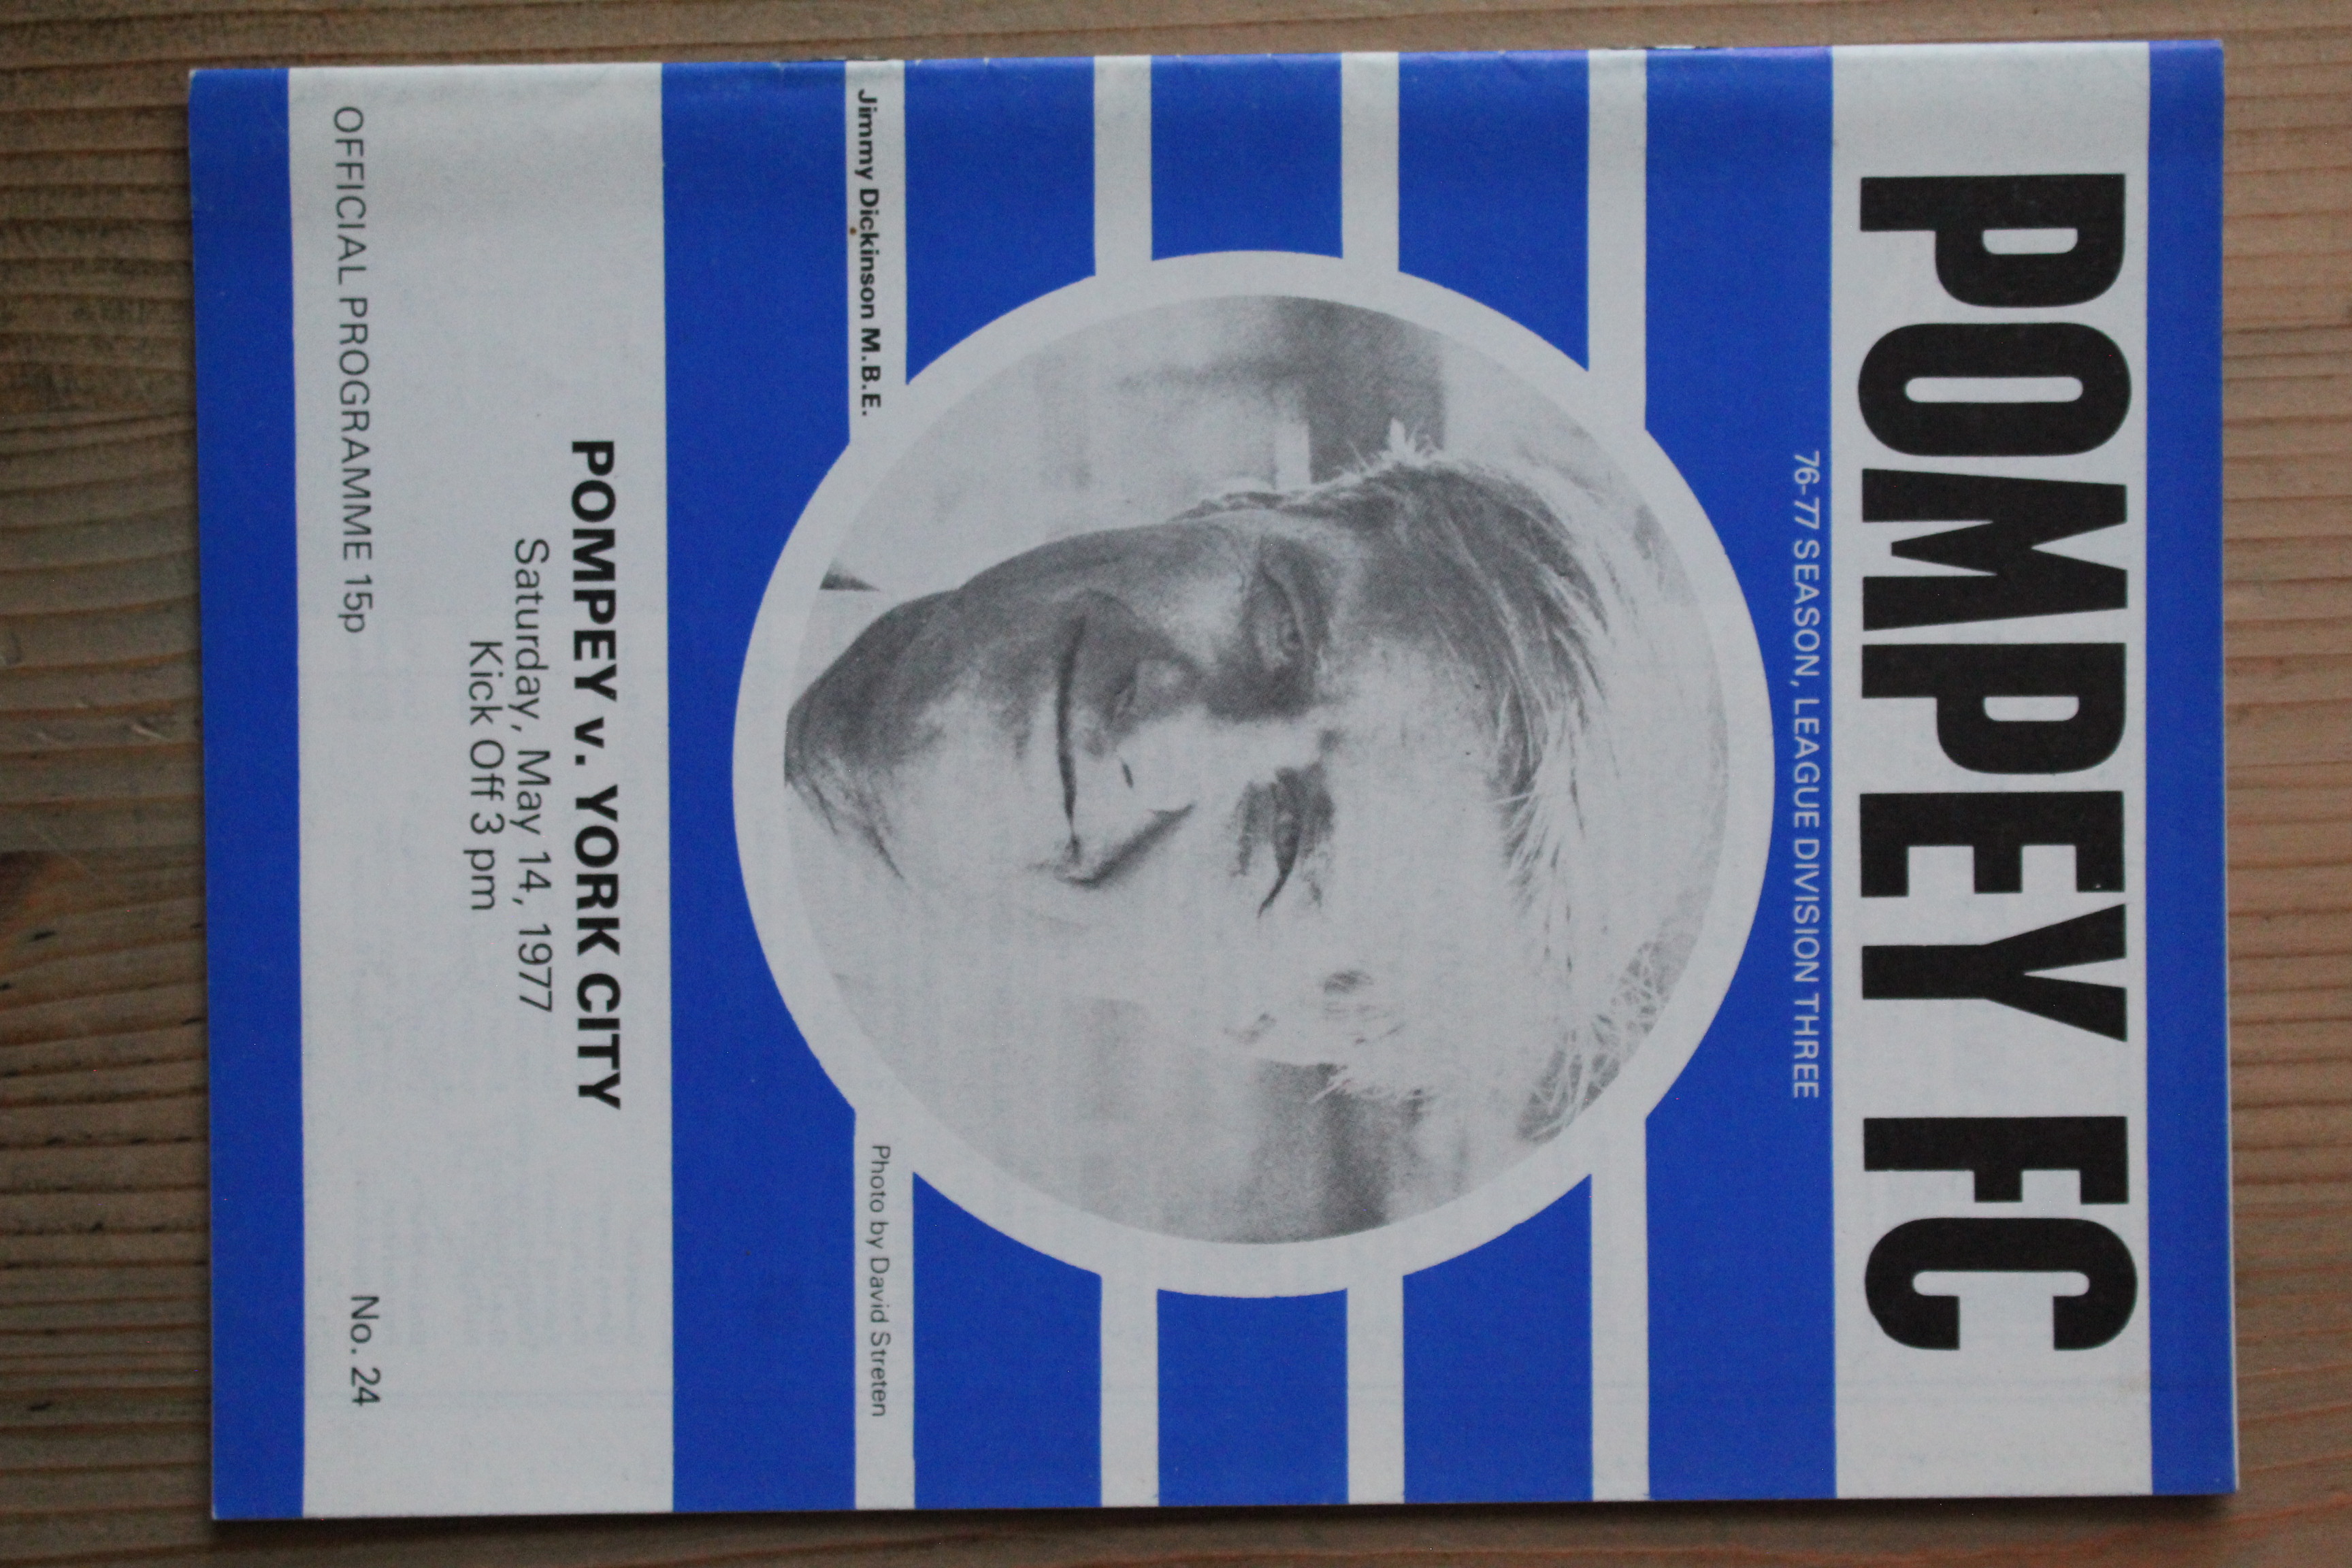 POMPEY FC
76-77 SEASON, LEAGUE DIVISION THREE
Jimmy Dickinson M.B.E.
Photo by David Streten
POMPEY v. YORK CITY
Saturday, May 14, 1977
Kick Off 3 pm
OFFICIAL PROGRAMME 15p
No. 24